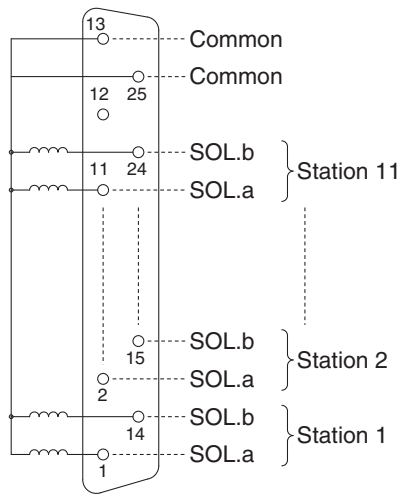 13
Common
Common
12 25
SOL.b
24
Station 11
11
SOL.a
SOL.b
15
Station 2
SOL.a
2
SOL.b
14
Station 1
SOL.a
1